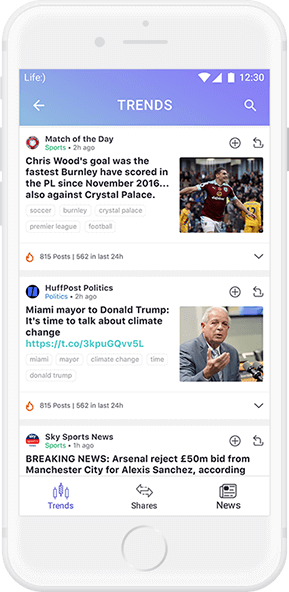 Life:)
12:30
TRENDS
Match of the Day
Sports • 2h ago
Chris Wood's goal was the
fastest Burnley have scored in
the PL since November 2016...
also against Crystal Palace.
soccer burnley crystal palace
premier league football
815 Posts | 562 in last 24h
HuffPost Politics
Politics • 2h ago
Miami mayor to Donald Trump:
It's time to talk about climate
change
https://t.co/3kpuGQvv5L
miami mayor climate change time
donald trump
815 Posts | 562 in last 24h
Sky Sports News
Sports • 1h ago
BREAKING NEWS: Arsenal reject £50m bid from
Manchester City for Alexis Sanchez, according
Trends Shares News